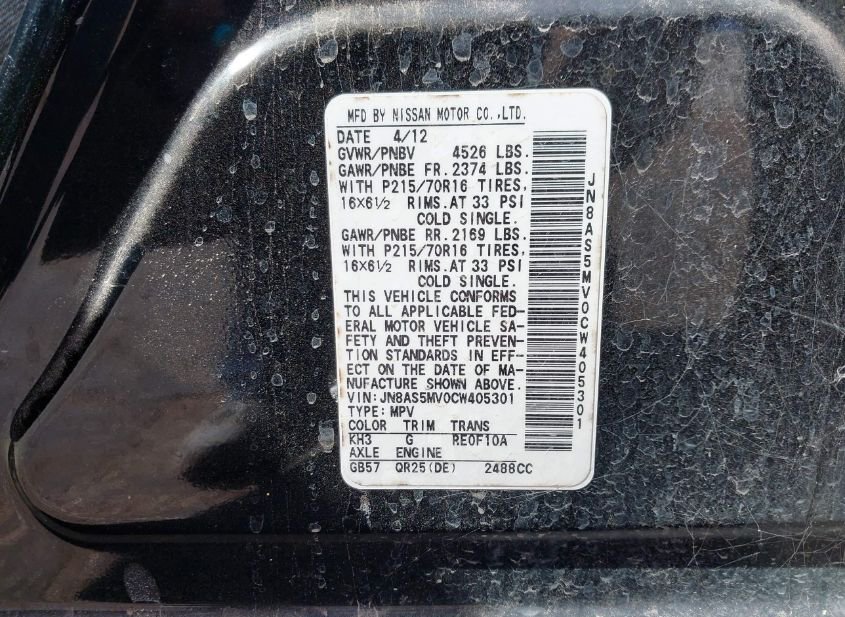 MFD BY NISSAN MOTOR CO.,LTD.
DATE 4/12
GVWR/PNBV 4526 LBS.
GAWR/PNBE FR. 2374 LBS.
WITH P215/70R16 TIRES,
16X6½ RIMS. AT 33 PSI
COLD SINGLE.
GAWR/PNBE RR. 2169 LBS.
WITH P215/70R16 TIRES,
16X6½ RIMS. AT 33 PSI
COLD SINGLE.
THIS VEHICLE CONFORMS
TO ALL APPLICABLE FED-
ERAL MOTOR VEHICLE SA-
FETY AND THEFT PREVEN-
TION STANDARDS IN EFF-
ECT ON THE DATE OF MA-
NUFACTURE SHOWN ABOVE.
VIN: JN8AS5MV0CW405301
TYPE: MPV
COLOR TRIM TRANS
KH3 G RE0F10A
AXLE ENGINE
GB57 QR25(DE) 2488CC
JN8AS5MV0CW405301